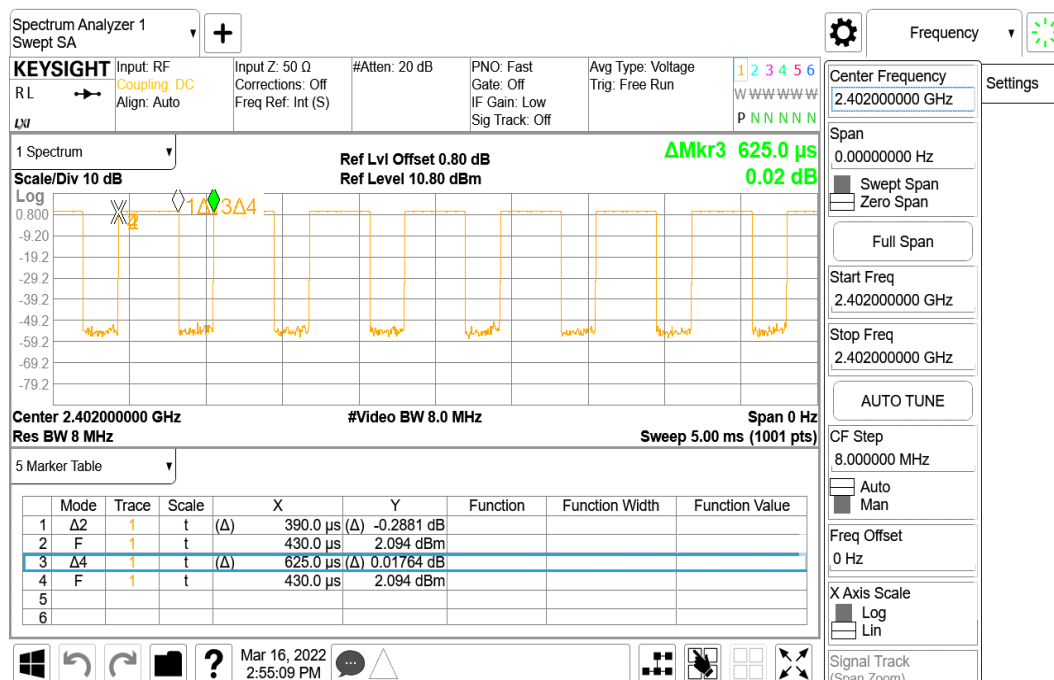 Spectrum Analyzer 1
Swept SA
+
Frequency
KEYSIGHT
RL
LXI
Input: RF
Coupling: DC
Align: Auto
Input Z: 50 Ω
Corrections: Off
Freq Ref: Int (S)
#Atten: 20 dB
PNO: Fast
Gate: Off
IF Gain: Low
Sig Track: Off
Avg Type: Voltage
Trig: Free Run
1 2 3 4 5 6
W W W W W W
P N N N N N
1 Spectrum
Scale/Div 10 dB
Ref Lvl Offset 0.80 dB
Ref Level 10.80 dBm
ΔMkr3 625.0 µs
0.02 dB
Log
0.800
-9.20
-19.2
-29.2
-39.2
-49.2
-59.2
-69.2
-79.2
1Δ2 3Δ4
Center 2.402000000 GHz
#Video BW 8.0 MHz
Span 0 Hz
Res BW 8 MHz
Sweep 5.00 ms (1001 pts)
5 Marker Table
Mode Trace Scale X Y Function Function Width Function Value
1 Δ2 1 t (Δ) 390.0 µs (Δ) -0.2881 dB
2 F 1 t 430.0 µs 2.094 dBm
3 Δ4 1 t (Δ) 625.0 µs (Δ) 0.01764 dB
4 F 1 t 430.0 µs 2.094 dBm
5
6
?
Mar 16, 2022
2:55:09 PM
Center Frequency
2.402000000 GHz
Span
0.00000000 Hz
Swept Span
Zero Span
Full Span
Start Freq
2.402000000 GHz
Stop Freq
2.402000000 GHz
AUTO TUNE
CF Step
8.000000 MHz
Auto
Man
Freq Offset
0 Hz
X Axis Scale
Log
Lin
Signal Track
(Span Zoom)
Settings